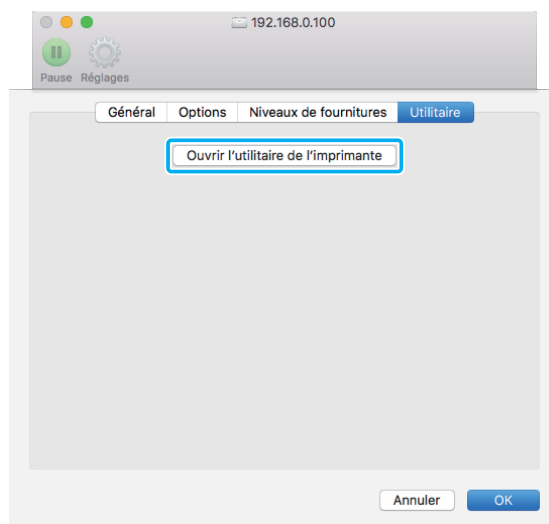 192.168.0.100
Pause Réglages
Général Options Niveaux de fournitures Utilitaire
Ouvrir l'utilitaire de l'imprimante
Annuler OK